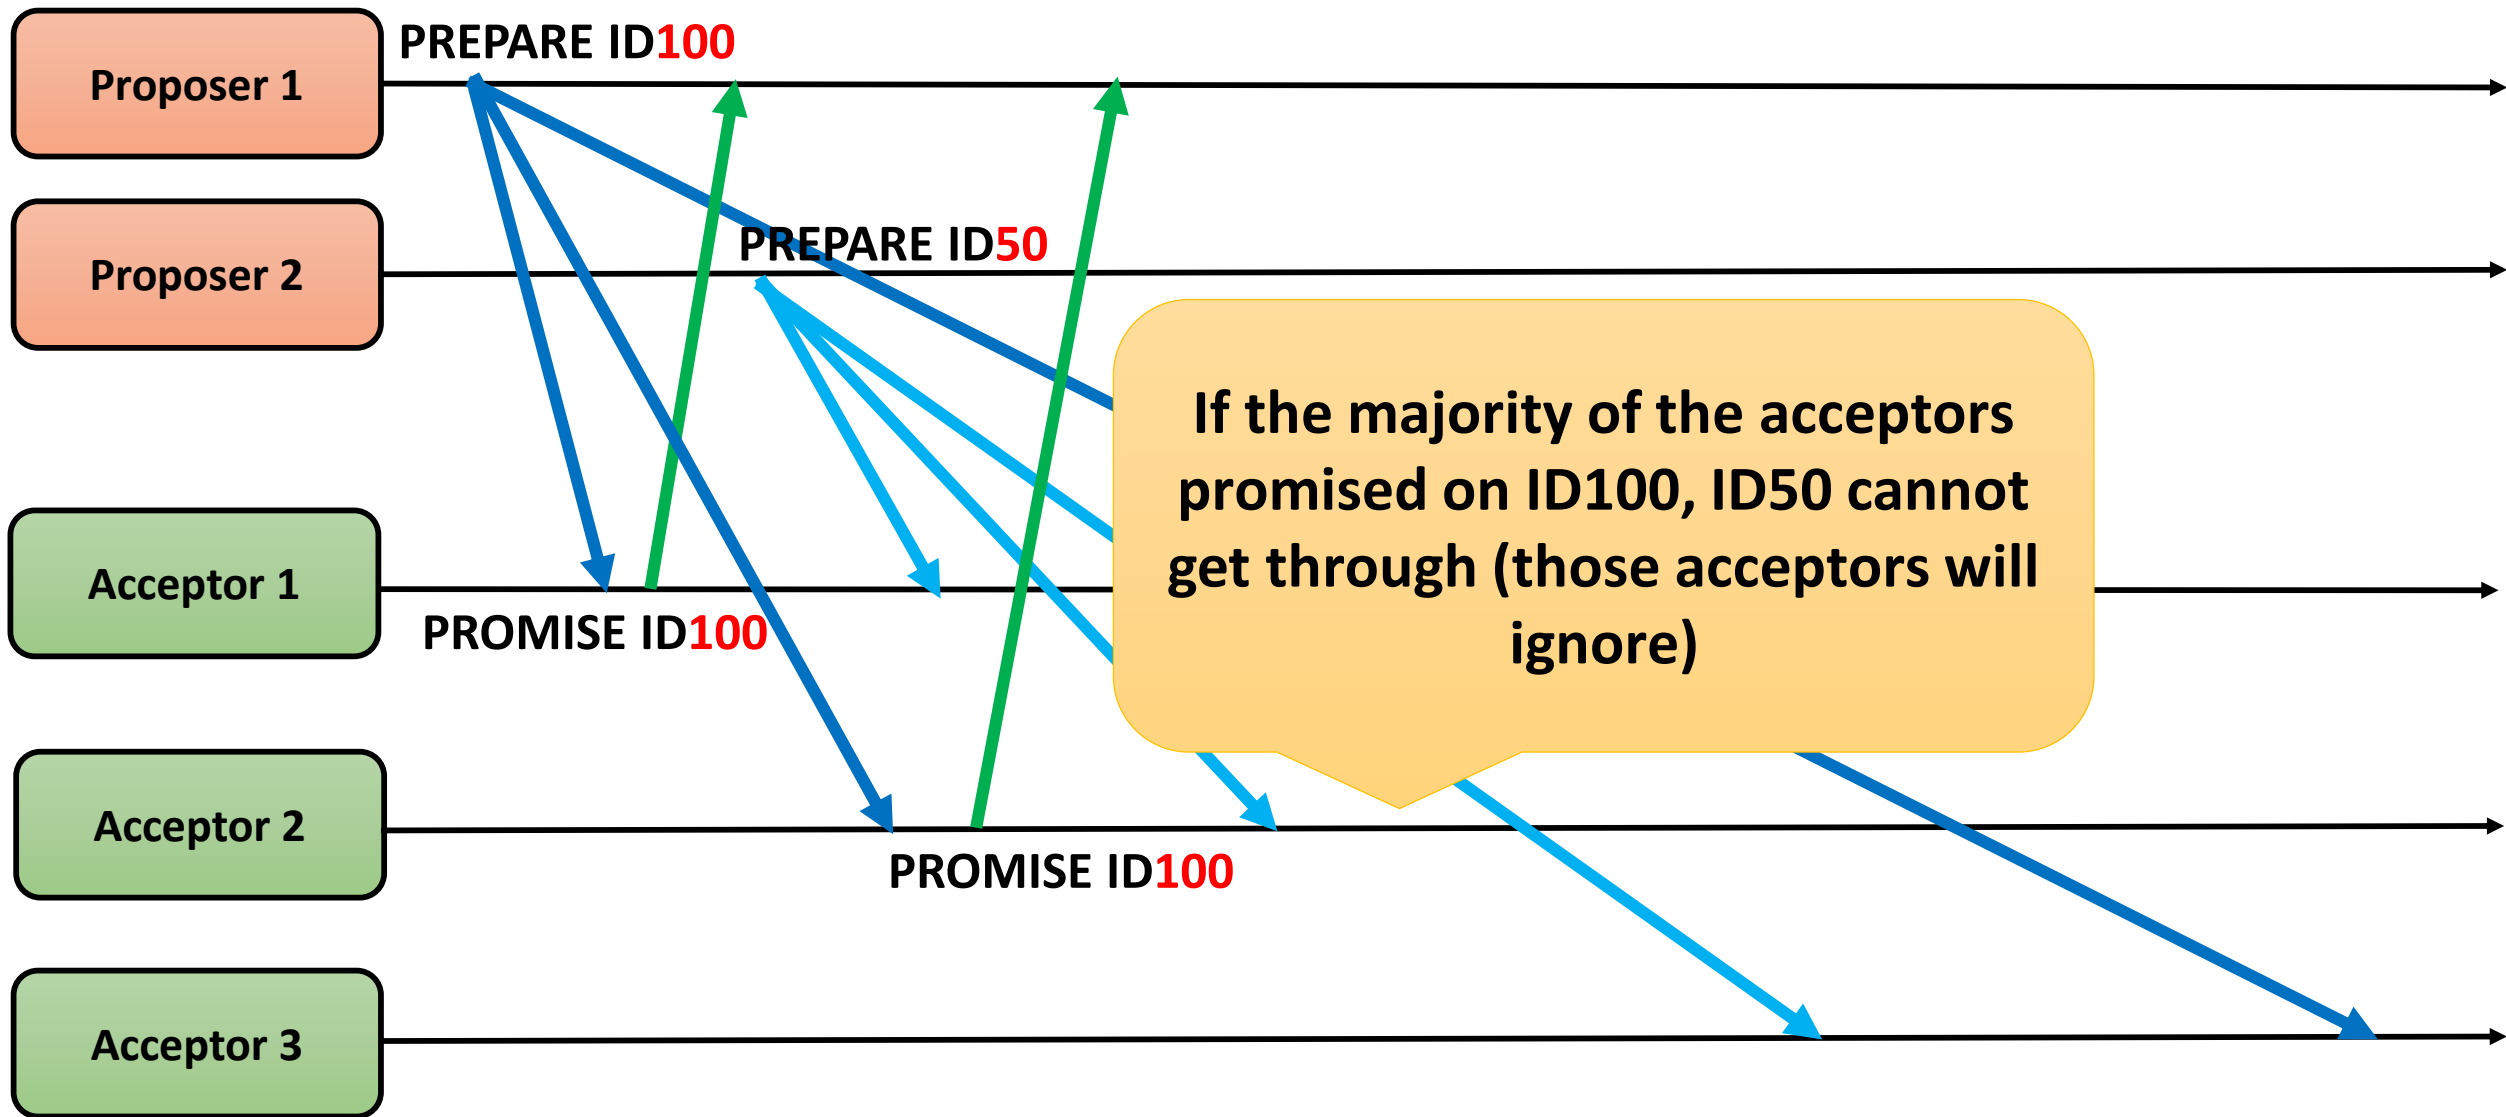 PREPARE ID100
Proposer 1
PREPARE ID50
Proposer 2
If the majority of the acceptors
promised on ID100, ID50 cannot
get through (those acceptors will
ignore)
Acceptor 1
PROMISE ID100
Acceptor 2
PROMISE ID100
Acceptor 3